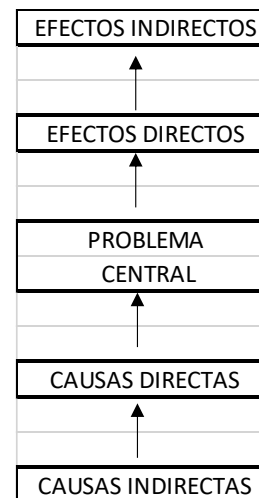 EFECTOS INDIRECTOS
EFECTOS DIRECTOS
PROBLEMA
CENTRAL
CAUSAS DIRECTAS
CAUSAS INDIRECTAS